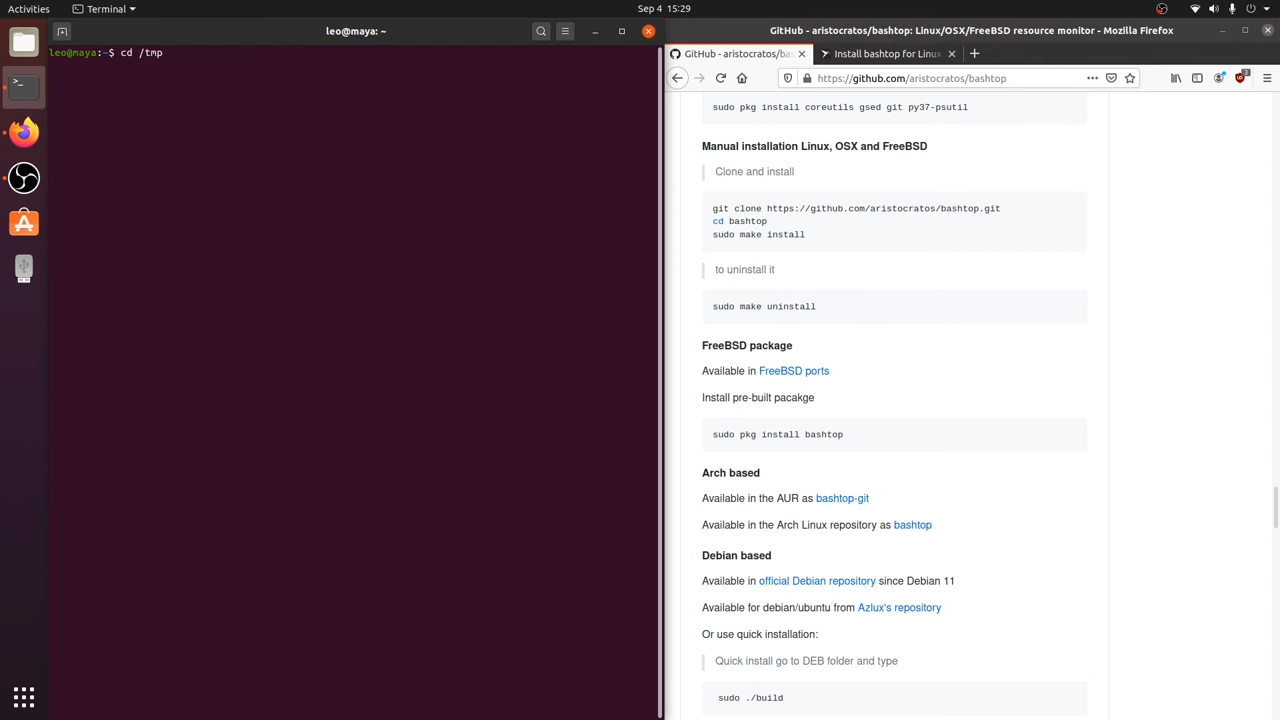 Activities
Terminal
Sep 4 15:29
leo@maya: ~
leo@maya:~$ cd /tmp
GitHub - aristocratos/bashtop: Linux/OSX/FreeBSD resource monitor - Mozilla Firefox
GitHub - aristocratos/bas
Install bashtop for Linux
https://github.com/aristocratos/bashtop
sudo pkg install coreutils gsed git py37-psutil
Manual installation Linux, OSX and FreeBSD
Clone and install
git clone https://github.com/aristocratos/bashtop.git
cd bashtop
sudo make install
to uninstall it
sudo make uninstall
FreeBSD package
Available in FreeBSD ports
Install pre-built pacakge
sudo pkg install bashtop
Arch based
Available in the AUR as bashtop-git
Available in the Arch Linux repository as bashtop
Debian based
Available in official Debian repository since Debian 11
Available for debian/ubuntu from Azlux's repository
Or use quick installation:
Quick install go to DEB folder and type
sudo ./build